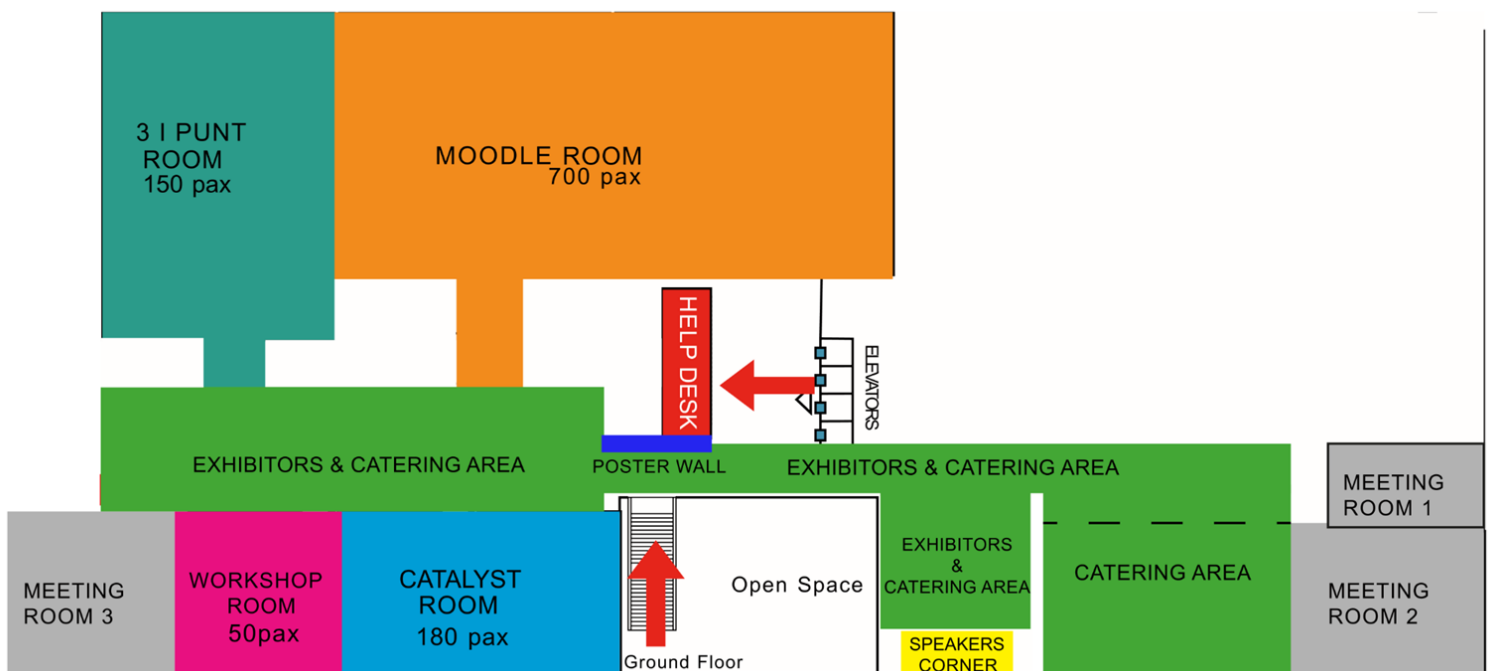 3 I PUNT
ROOM
150 pax
MOODLE ROOM
700 pax
HELP DESK
ELEVATORS
EXHIBITORS & CATERING AREA
POSTER WALL
EXHIBITORS & CATERING AREA
MEETING
ROOM 1
MEETING
ROOM 3
WORKSHOP
ROOM
50pax
CATALYST
ROOM
180 pax
Ground Floor
Open Space
EXHIBITORS
&
CATERING AREA
SPEAKERS
CORNER
CATERING AREA
MEETING
ROOM 2